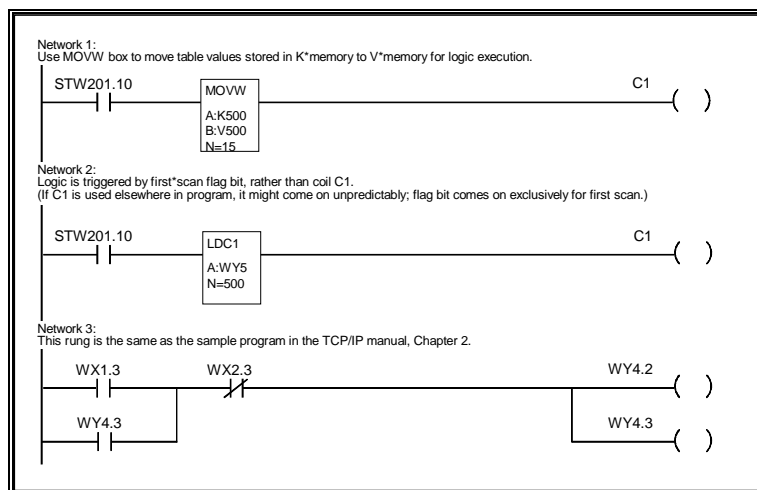 Network 1:
Use MOVW box to move table values stored in K*memory to V*memory for logic execution.
STW201.10
MOVW
C1
A:K500
B:V500
N=15
Network 2:
Logic is triggered by first*scan flag bit, rather than coil C1.
(If C1 is used elsewhere in program, it might come on unpredictably; flag bit comes on exclusively for first scan.)
STW201.10
LDC1
C1
A:WY5
N=500
Network 3:
This rung is the same as the sample program in the TCP/IP manual, Chapter 2.
WX1.3
WX2.3
WY4.2
WY4.3
WY4.3